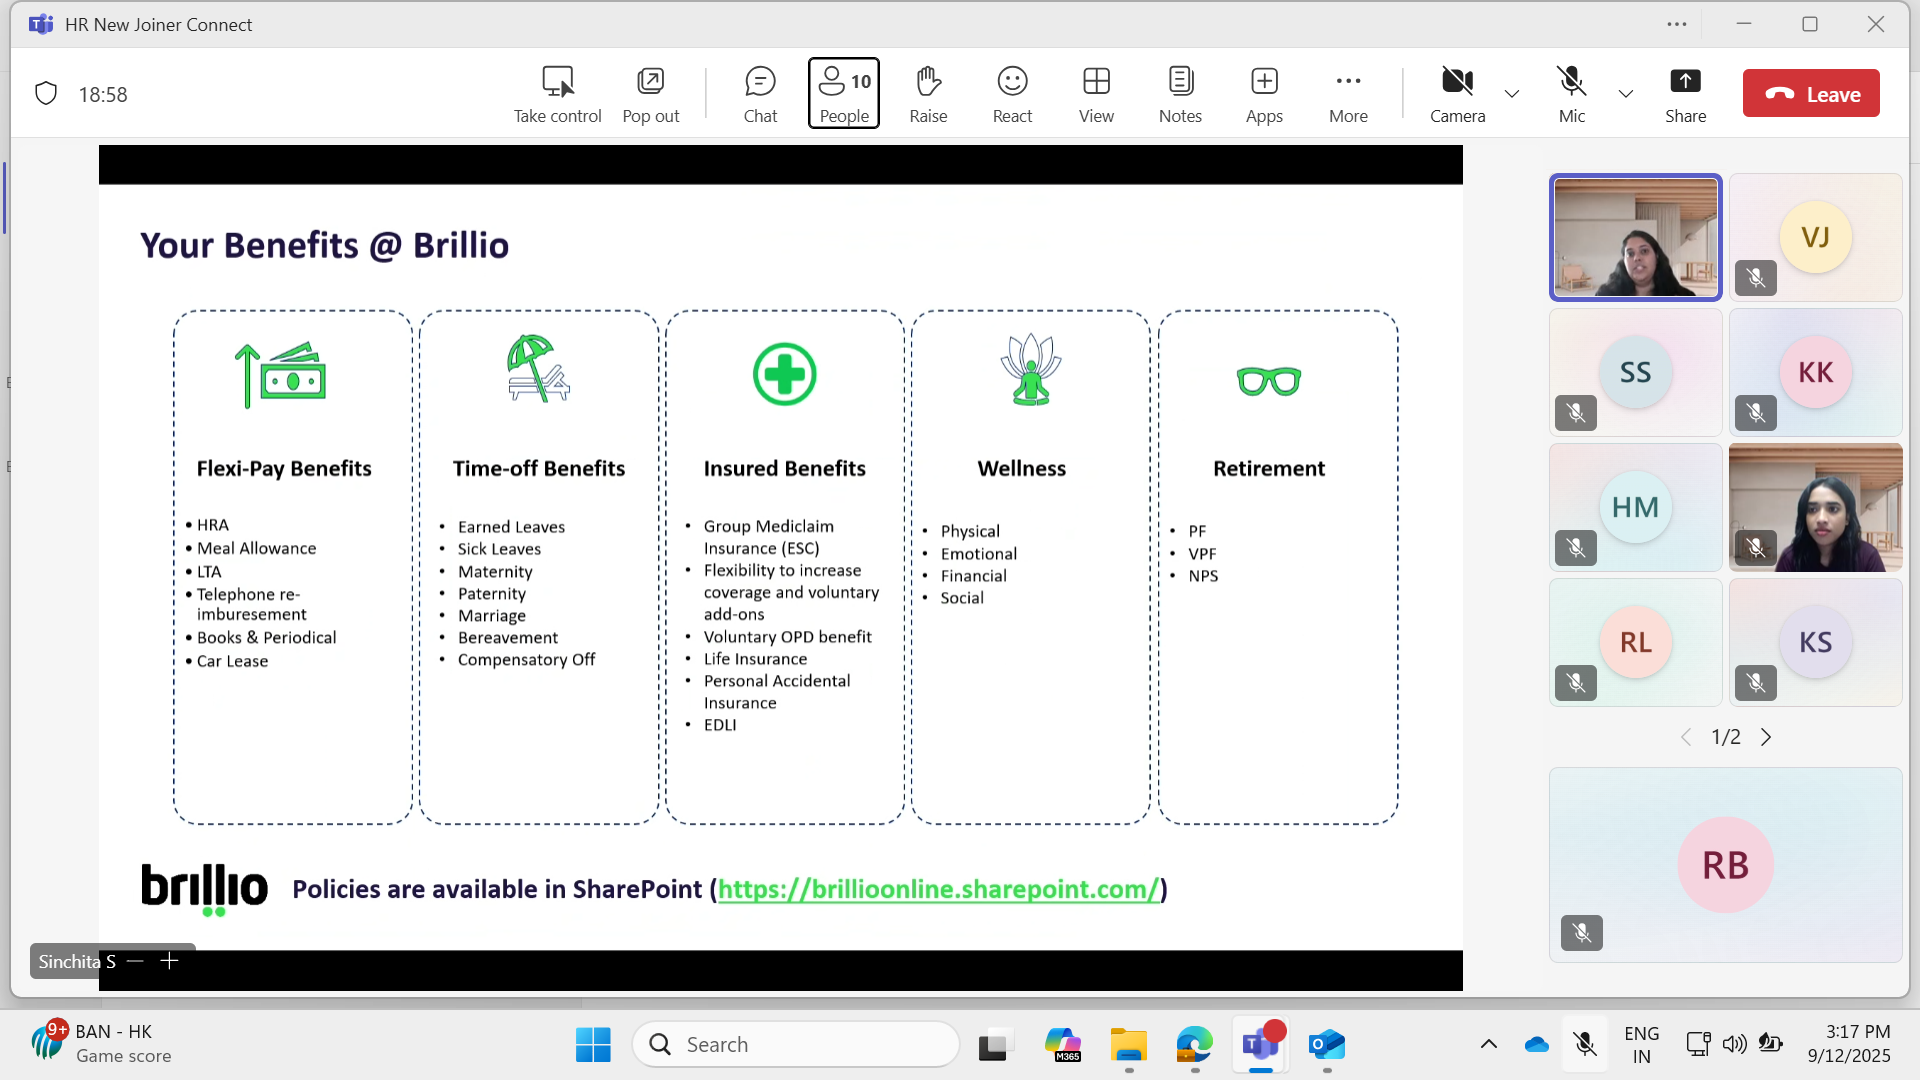 HR New Joiner Connect
18:58
Take control
Pop out
Chat
10
People
Raise
React
View
Notes
Apps
More
Camera
Mic
Share
Leave
Your Benefits @ Brillio
Flexi-Pay Benefits
• HRA
• Meal Allowance
• LTA
• Telephone re-
imburesement
• Books & Periodical
• Car Lease
Time-off Benefits
• Earned Leaves
• Sick Leaves
• Maternity
• Paternity
• Marriage
• Bereavement
• Compensatory Off
Insured Benefits
• Group Mediclaim
Insurance (ESC)
• Flexibility to increase
coverage and voluntary
add-ons
• Voluntary OPD benefit
• Life Insurance
• Personal Accidental
Insurance
• EDLI
Wellness
• Physical
• Emotional
• Financial
• Social
Retirement
• PF
• VPF
• NPS
brillio
Policies are available in SharePoint (https://brillioonline.sharepoint.com/)
Sinchita S
VJ
SS
KK
HM
RL
KS
1/2
RB
9+
BAN - HK
Game score
Search
M365
ENG
IN
3:17 PM
9/12/2025